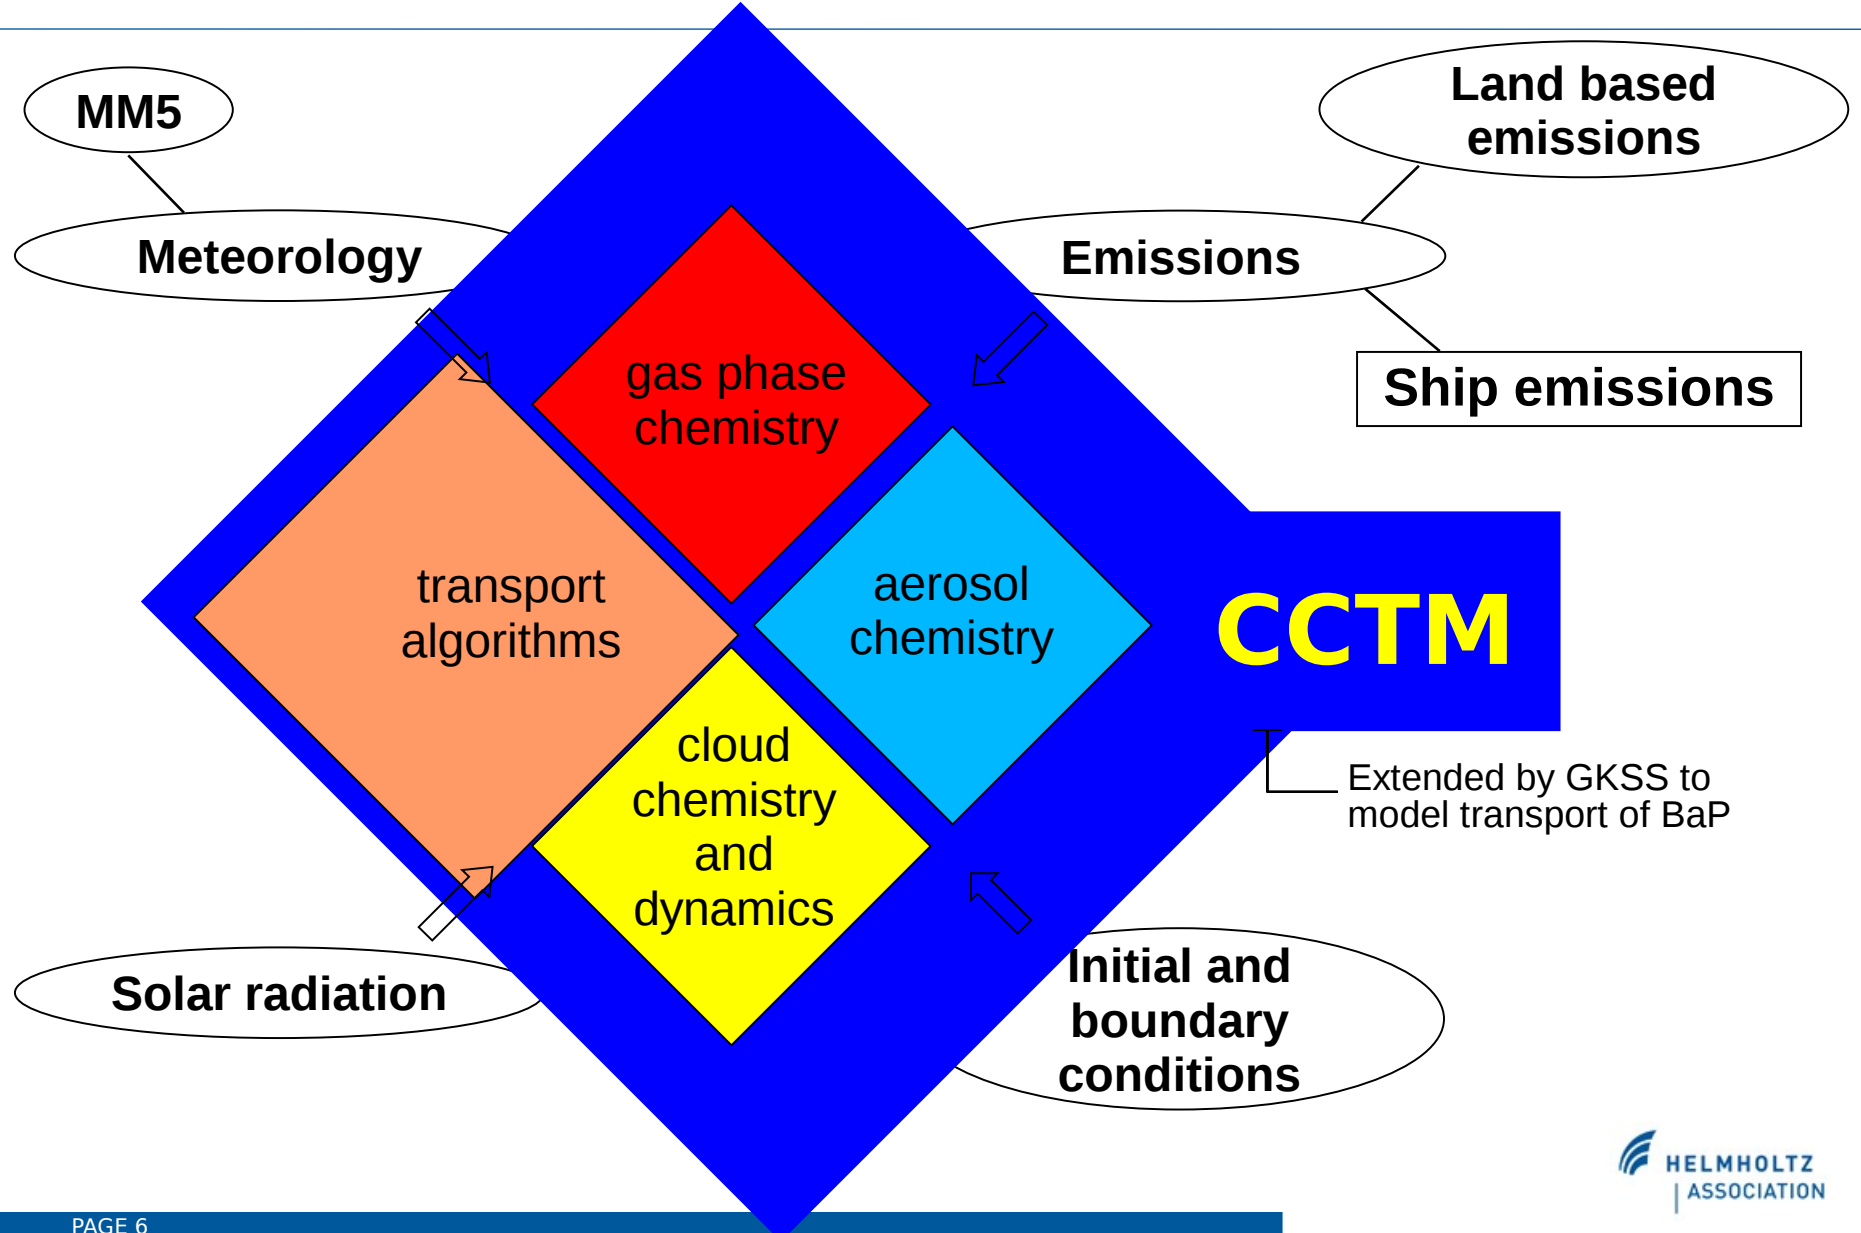 MM5
Land based
emissions
Meteorology
Emissions
gas phase
chemistry
Ship emissions
transport
algorithms
aerosol
chemistry
CCTM
cloud
chemistry
and
dynamics
Extended by GKSS to
model transport of BaP
Solar radiation
Initial and
boundary
conditions
HELMHOLTZ
ASSOCIATION
PAGE 6